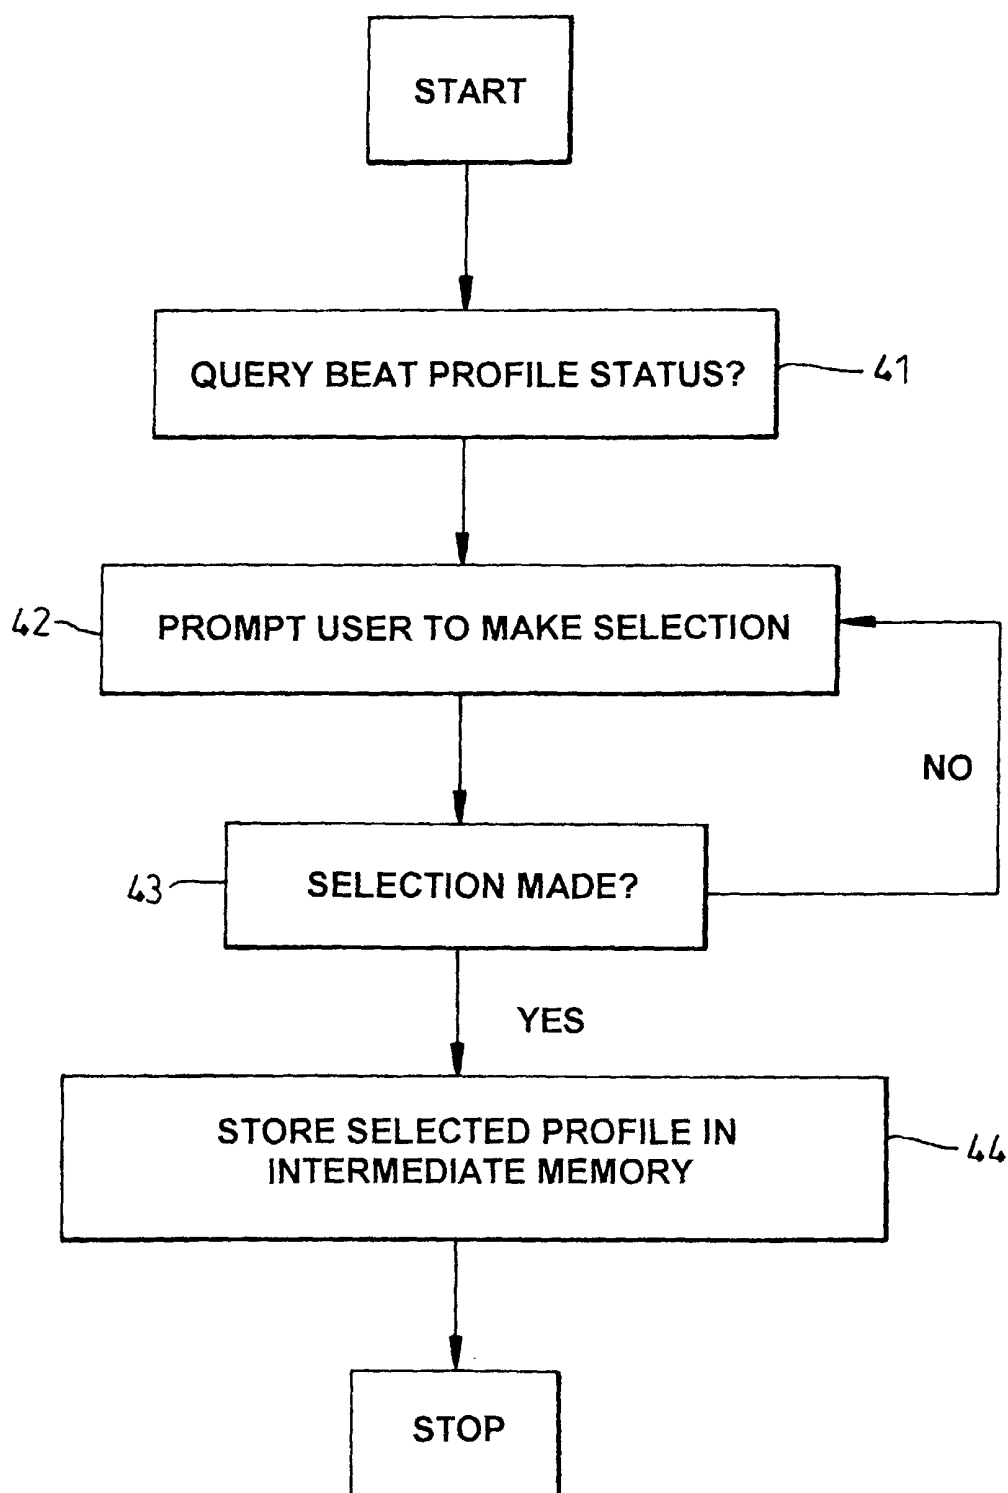 START
QUERY BEAT PROFILE STATUS?
41
42
PROMPT USER TO MAKE SELECTION
NO
43
SELECTION MADE?
YES
STORE SELECTED PROFILE IN
INTERMEDIATE MEMORY
44
STOP